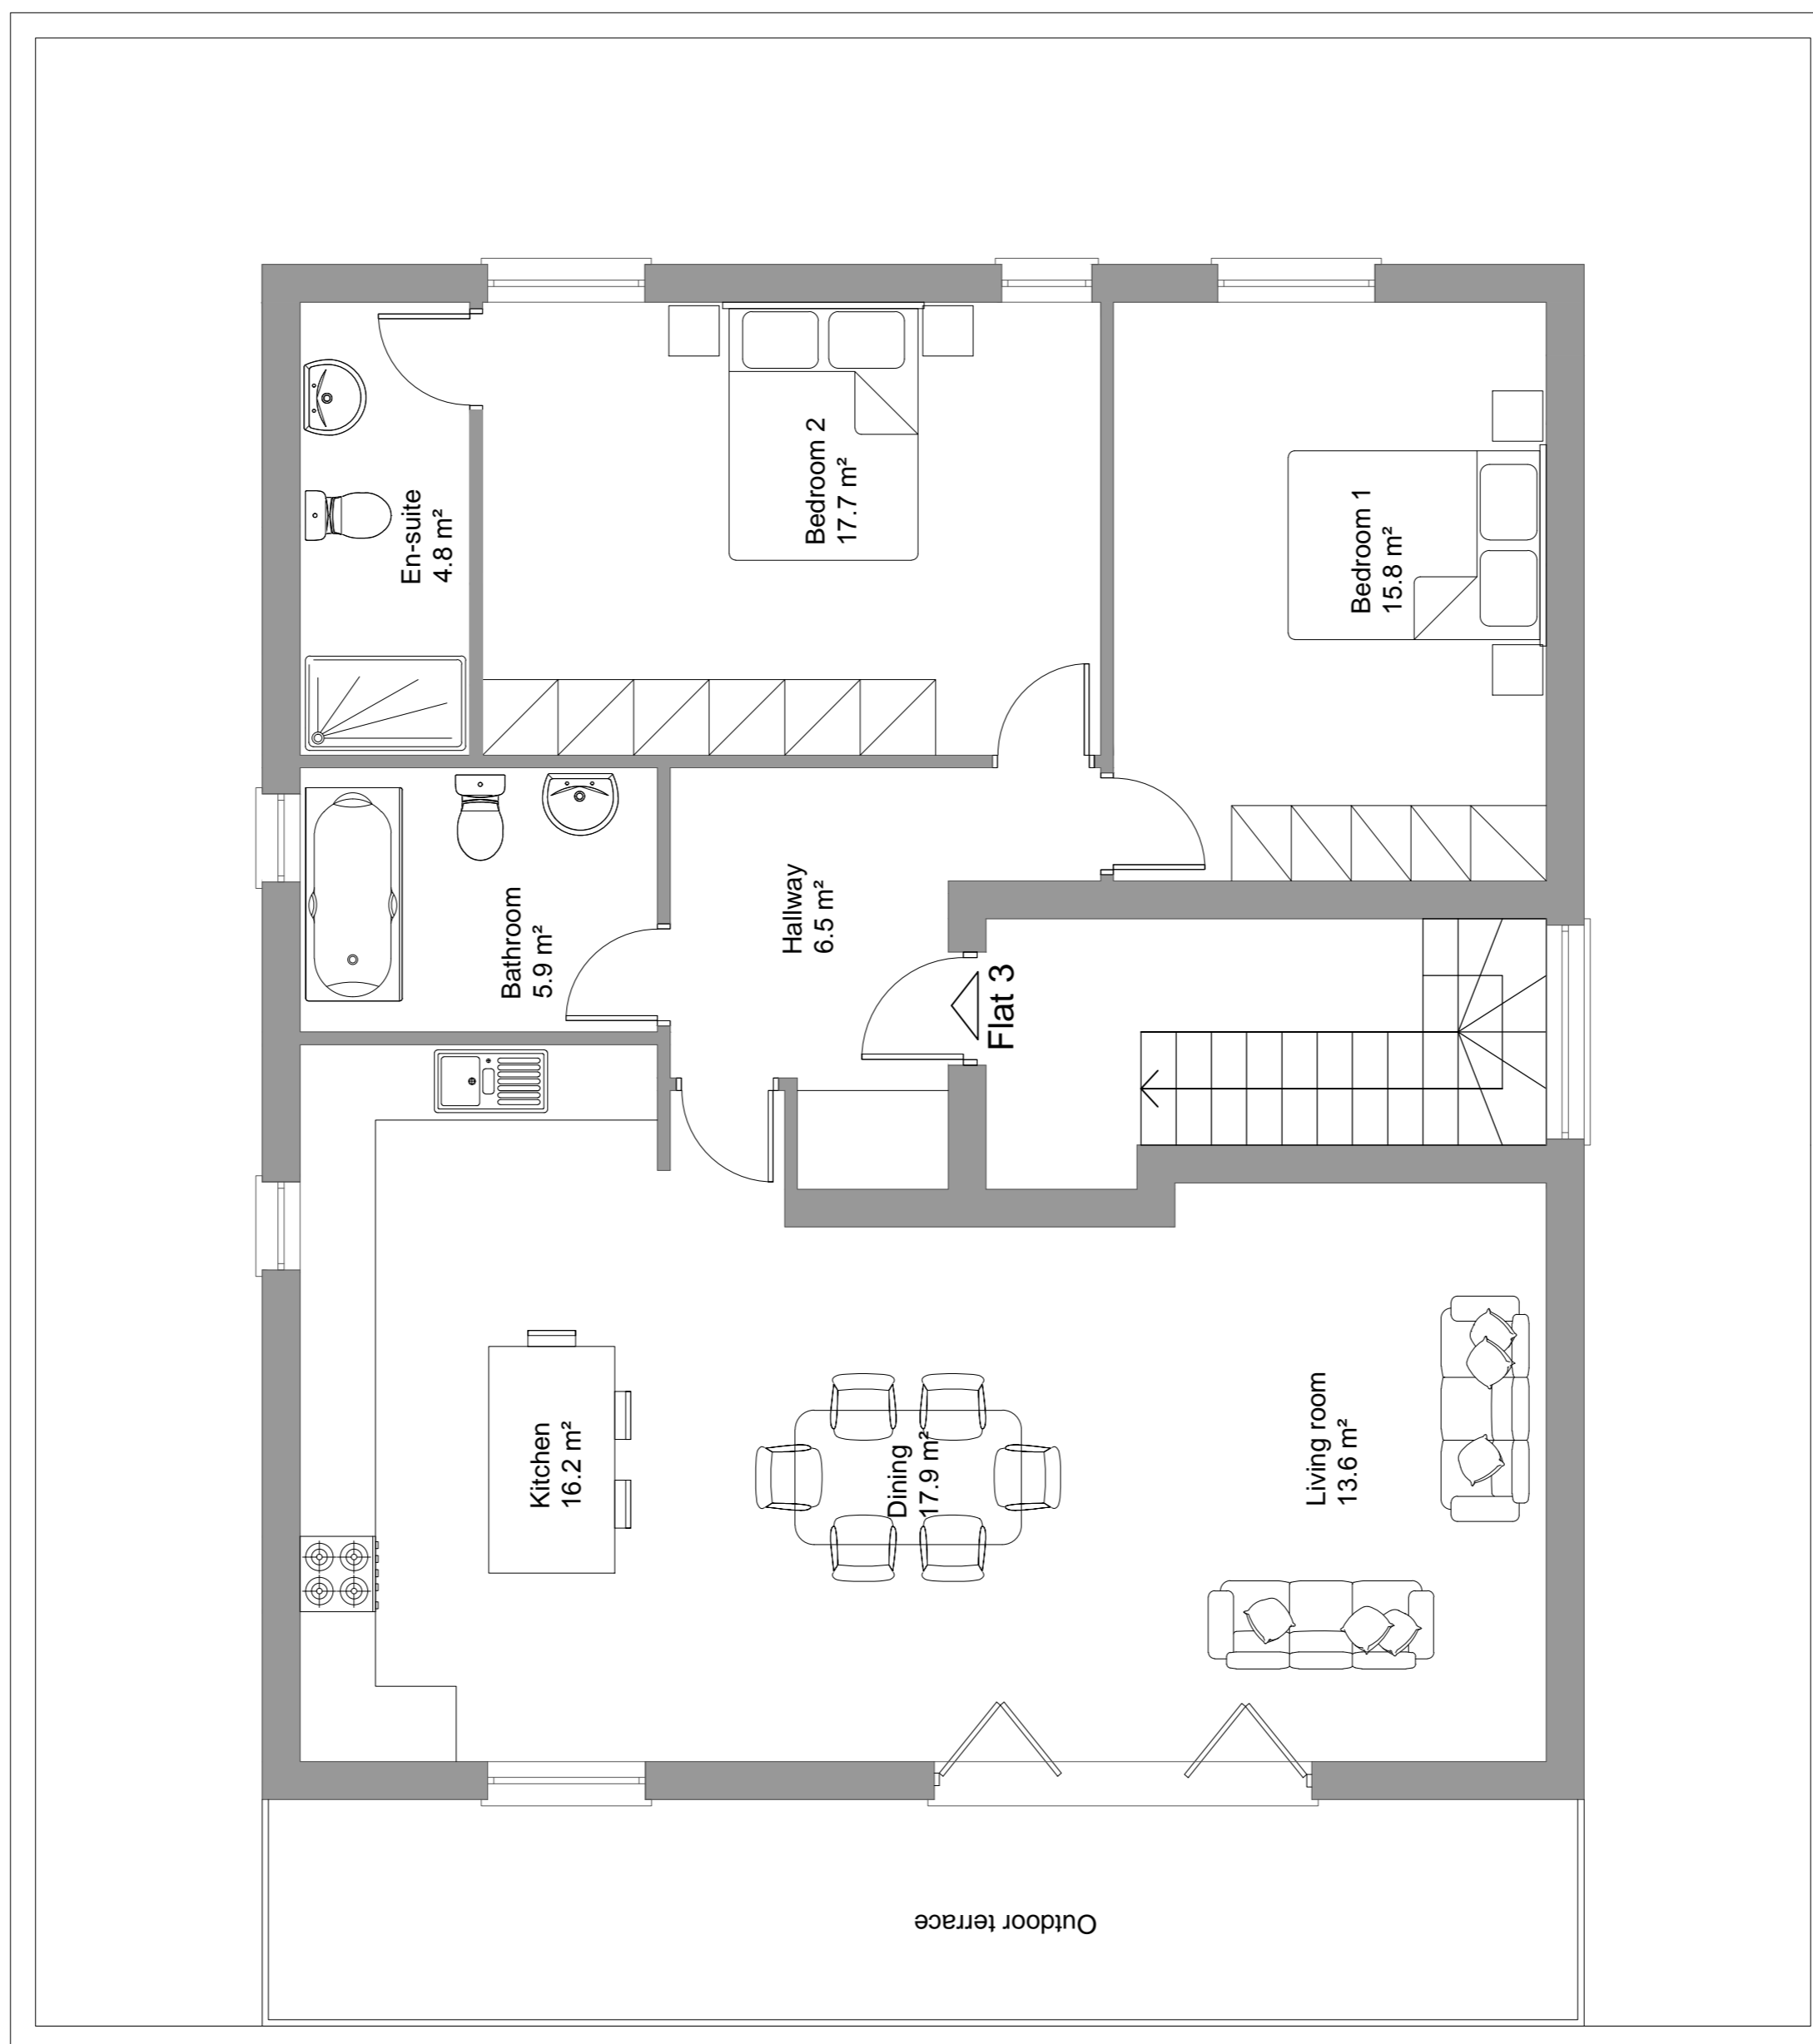 En-suite
4.8 m²
Bedroom 2
17.7 m²
Bedroom 1
15.8 m²
Bathroom
5.9 m²
Hallway
6.5 m²
Flat 3
Kitchen
16.2 m²
Dining
17.9 m²
Living room
13.6 m²
Outdoor terrace